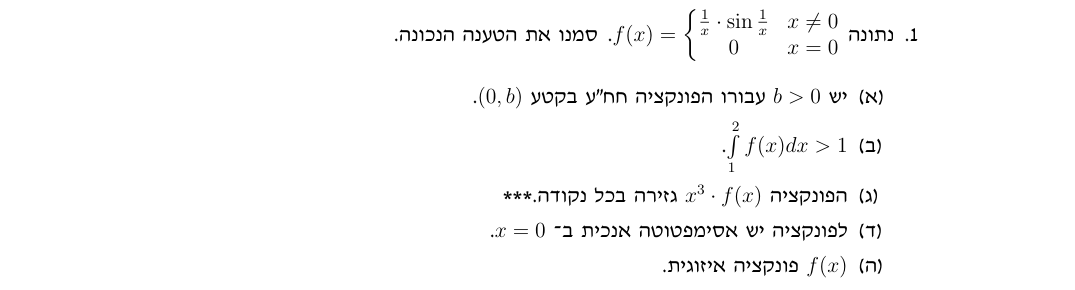 1. נתונה f(x) = { 1/x · sin 1/x x ≠ 0 ; 0 x = 0 . סמנו את הטענה הנכונה.
(א) יש b > 0 עבורו הפונקציה חח"ע בקטע (0, b).
(ב) ∫₁² f(x)dx > 1.
(ג) הפונקציה x³ · f(x) גזירה בכל נקודה.***
(ד) לפונקציה יש אסימפטוטה אנכית ב־ x = 0.
(ה) f(x) פונקציה איזוגית.